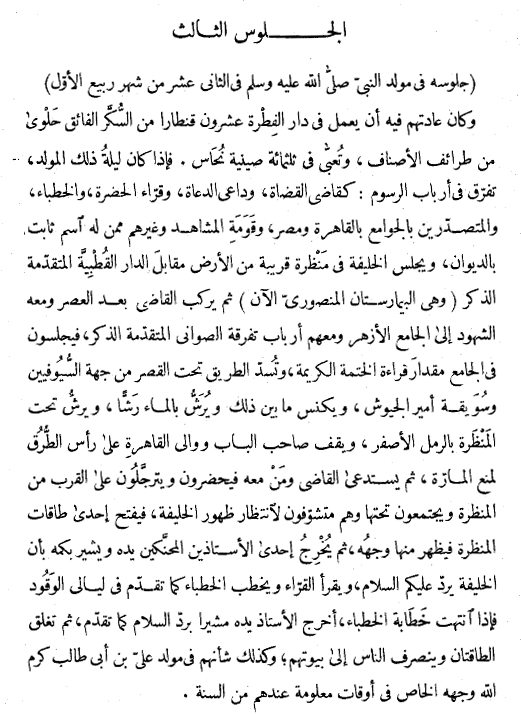 الجلوس الثالث
(جلوسه فى مولد النبىّ صلى الله عليه وسلم فى الثانى عشر من شهر ربيع الأوّل)
وكان عادتهم فيه أن يعمل فى دار الفِطْرة عشرون قنطارا من السُّكَّر الفائق حَلْوىٰ
من طرائف الأصناف ، وتُعبَّى فى ثلثمائة صينية نُحَاس . فإذا كان ليلةُ ذلك المولد،
تفرّق فى أرباب الرسوم : كقاضى القضاة، وداعى الدعاة، وقرّاء الحضرة، والخطباء،
والمتصدّرين بالجوامع بالقاهرة ومصر، وقَوَمَةِ المشاهد وغيرهم ممن له ٱسم ثابت
بالديوان، ويجلس الخليفة فى مَنْظرة قريبة من الأرض مقابلَ الدار القُطْبِيَّة المتقدّمة
الذكر ( وهى البيمارستان المنصورىّ الآن ) ثم يركب القاضى بعد العصر ومعه
الشهود إلىٰ الجامع الأزهر ومعهم أرباب تفرقة الصوانى المتقدّمة الذكر، فيجلسون
فى الجامع مقدارَ قراءة الختمة الكريمة، وتُسدّ الطريق تحت القصر من جهة السُّيُوفيين
وسُوَيقة أمير الجيوش ، ويكنس ما بين ذلك ويُرَشُّ بالماء رَشًّا ، ويرشُّ تحت
المَنْظَرة بالرمل الأصفر ، ويقف صاحب الباب ووالى القاهرة علىٰ رأس الطُّرُق
لمنع المارّة ، ثم يستدعىٰ القاضى ومَنْ معه فيحضرون ويترجَّلُون علىٰ القرب من
المنظرة ويجتمعون تحتها وهم متشوّفون لٱنتظار ظهور الخليفة، فيفتح إحدىٰ طاقات
المنظرة فيظهر منها وجهُه، ثم يُخْرِجُ إحدىٰ الأستاذين المحنَّكين يده ويشير بكمه بأن
الخليفة يردّ عليكم السلام، ويقرأ القرّاء ويخطب الخطباء كما تقدّم فى ليالى الوَقُود
فإذا ٱنتهت خَطَابة الخطباء، أخرج الأستاذ يده مشيرا بردّ السلام كما تقدّم، ثم تغلق
الطاقتان وينصرف الناس إلىٰ بيوتهم؛ وكذلك شأنهم فى مولد علىّ بن أبى طالب كرم
الله وجهه الخاص فى أوقات معلومة عندهم من السنة .